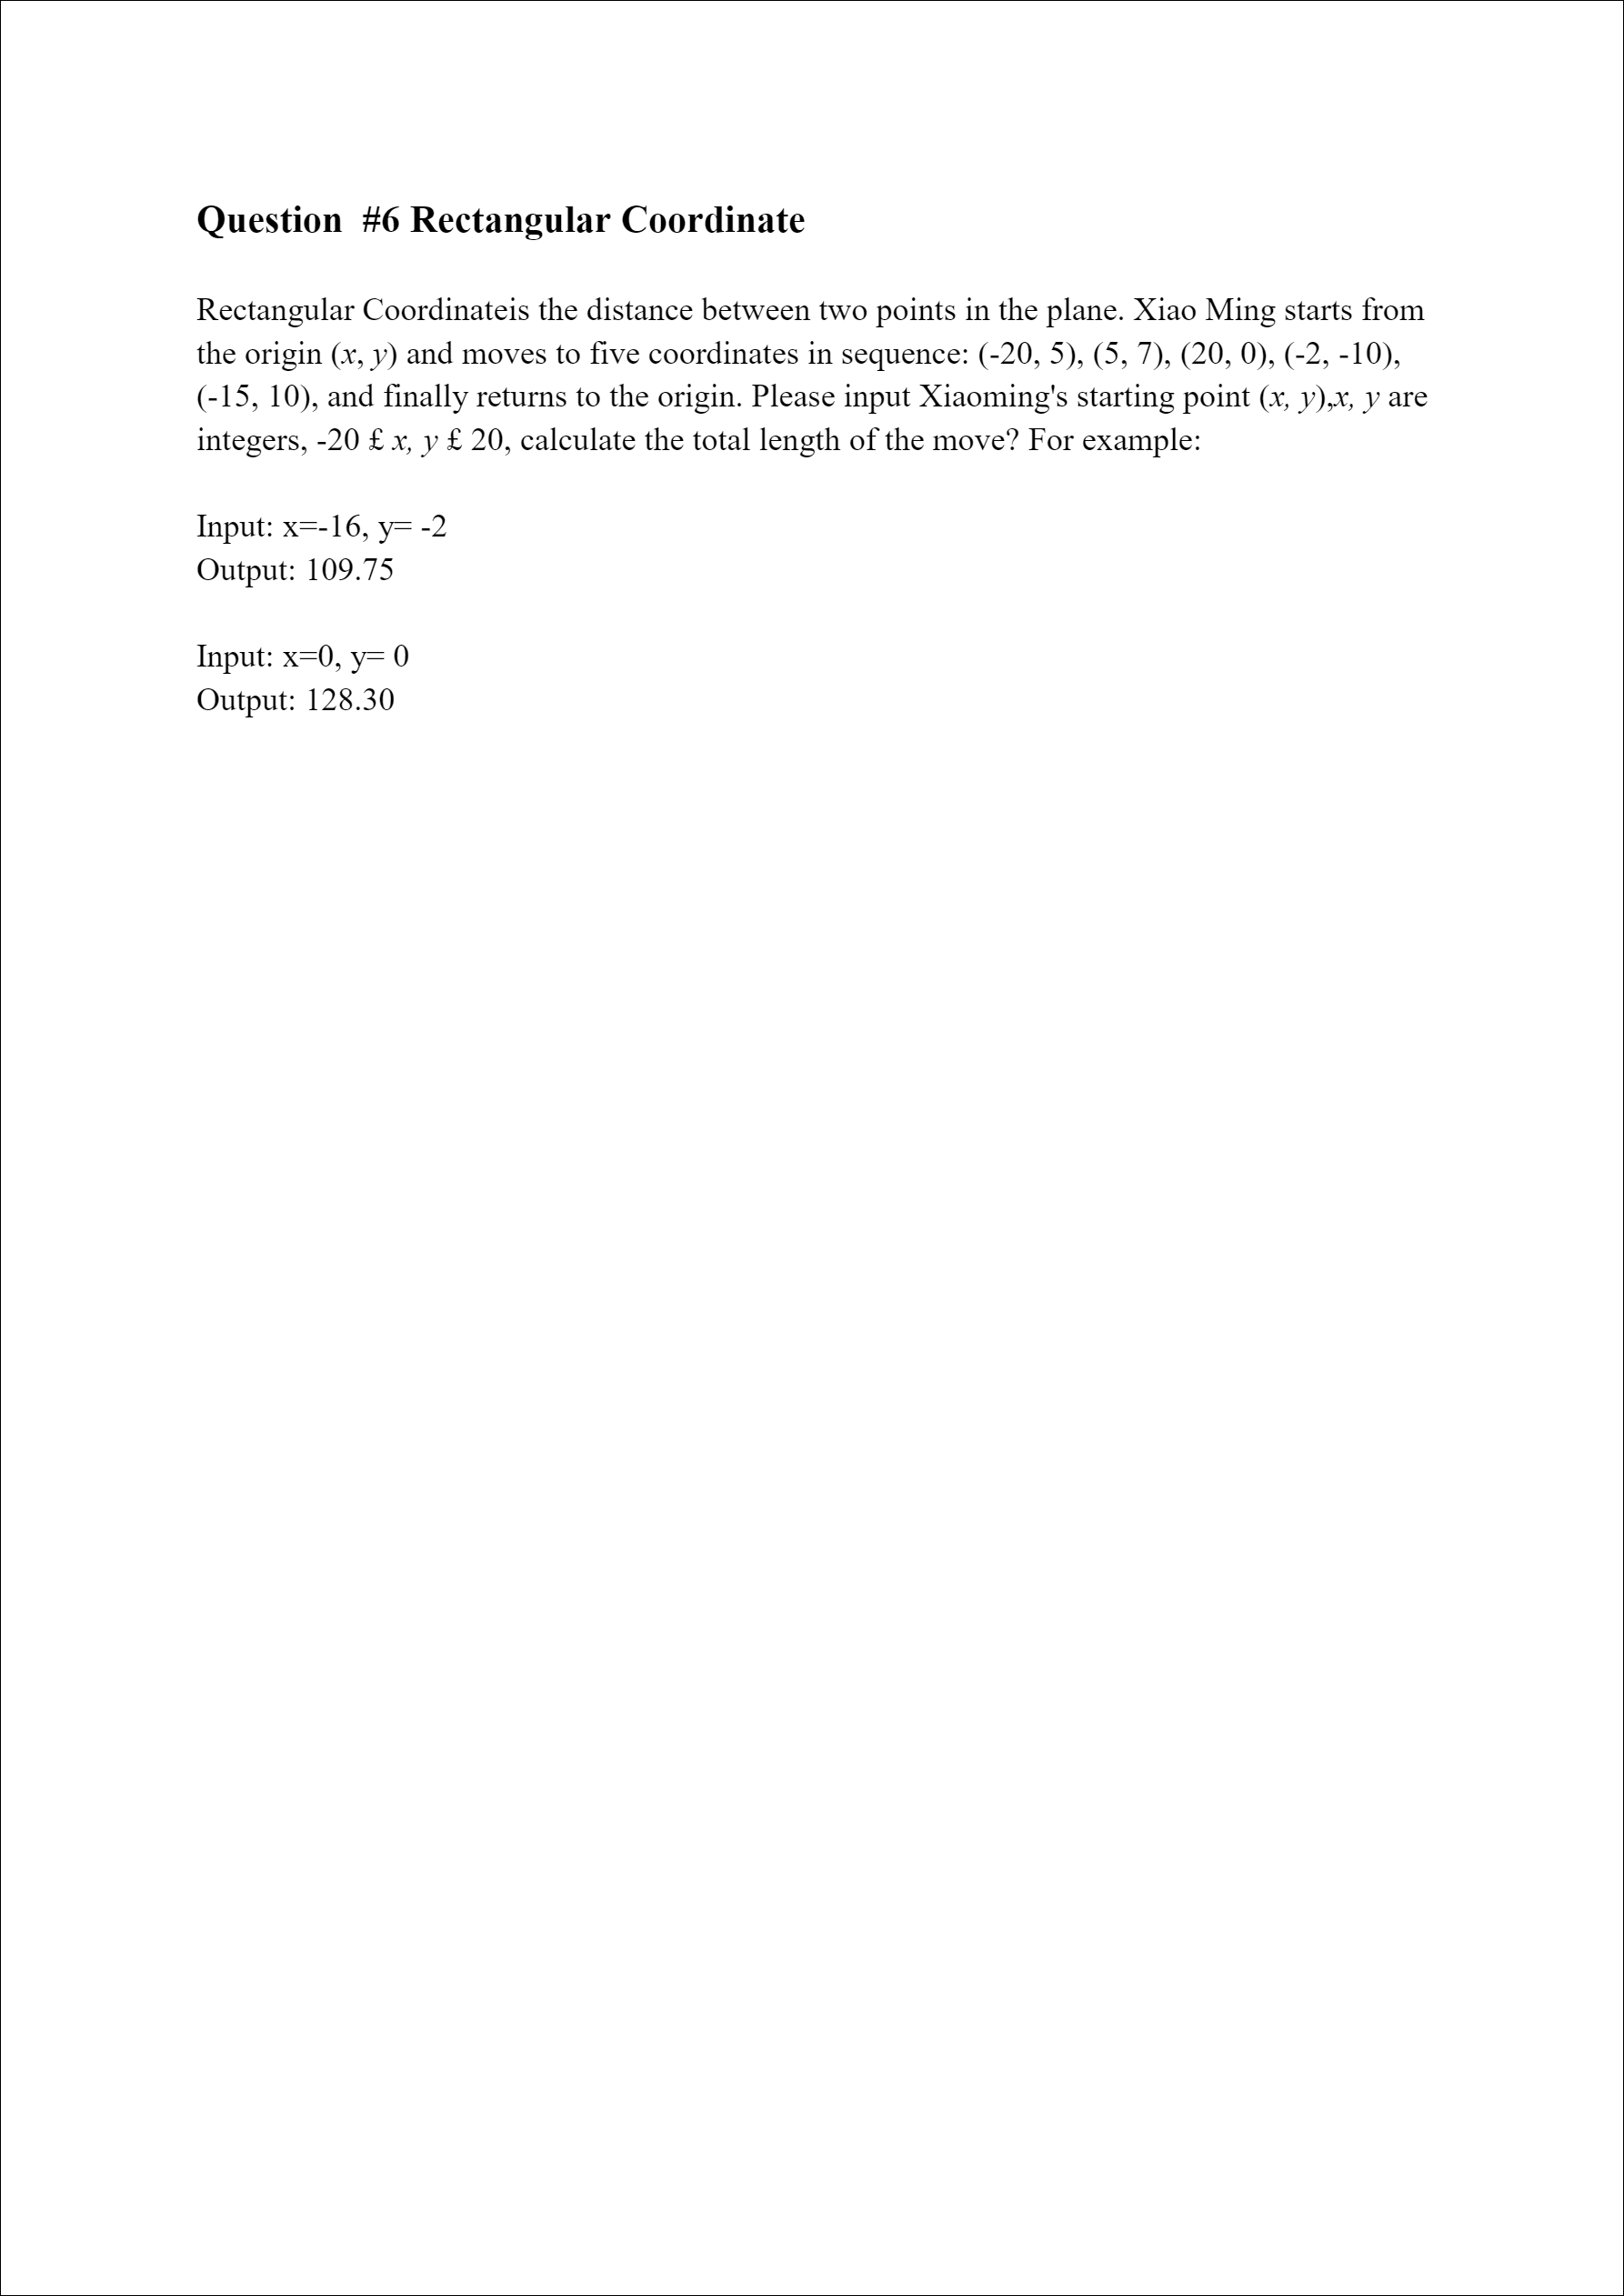 Question  #6 Rectangular Coordinate
Rectangular Coordinateis the distance between two points in the plane. Xiao Ming starts from
the origin (x, y) and moves to five coordinates in sequence: (-20, 5), (5, 7), (20, 0), (-2, -10),
(-15, 10), and finally returns to the origin. Please input Xiaoming's starting point (x, y),x, y are
integers, -20 £ x, y £ 20, calculate the total length of the move? For example:
Input: x=-16, y= -2
Output: 109.75
Input: x=0, y= 0
Output: 128.30